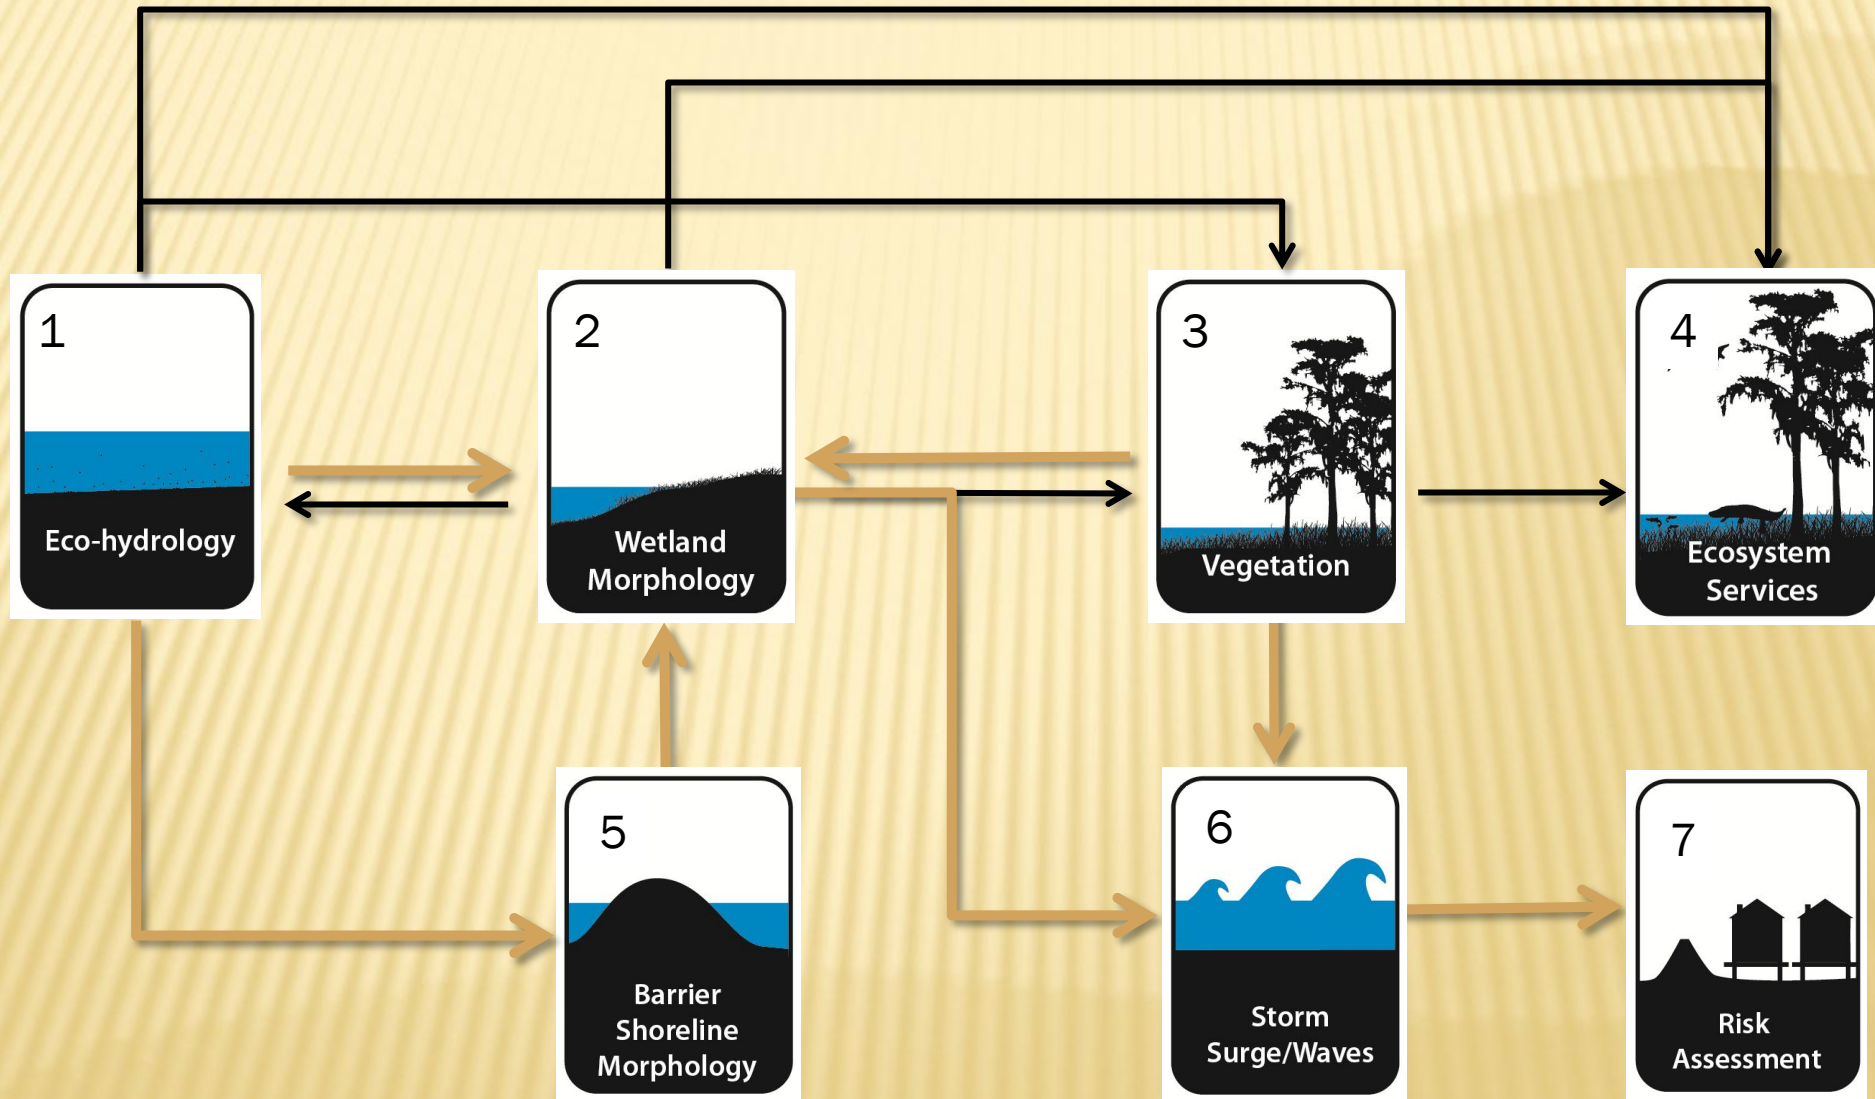 1
Eco-hydrology
2
Wetland
Morphology
3
Vegetation
4
Ecosystem
Services
5
Barrier
Shoreline
Morphology
6
Storm
Surge/Waves
7
Risk
Assessment